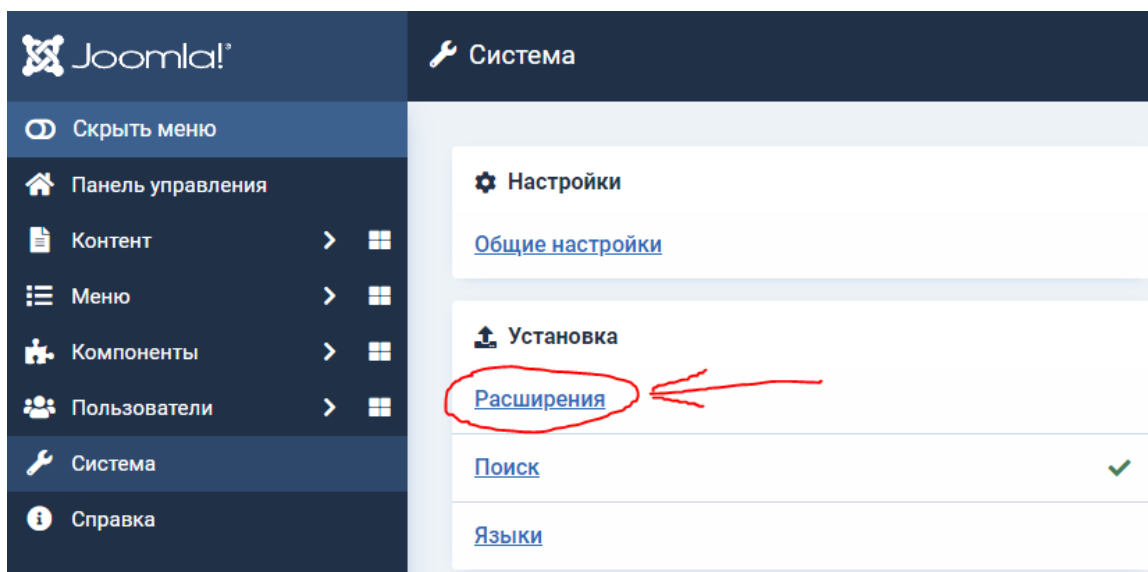 Joomla!®
Скрыть меню
Панель управления
Контент
Меню
Компоненты
Пользователи
Система
Справка
Система
Настройки
Общие настройки
Установка
Расширения
Поиск
Языки